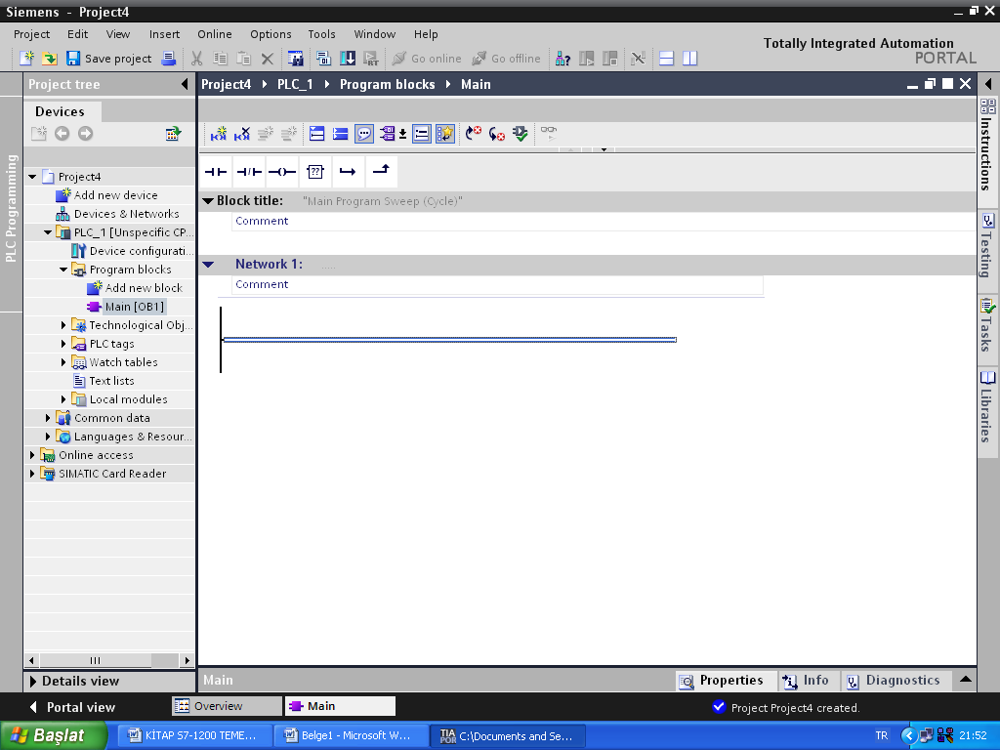 Siemens - Project4
Project Edit View Insert Online Options Tools Window Help
Totally Integrated Automation
PORTAL
Save project
Go online
Go offline
Project tree
Project4 PLC_1 Program blocks Main
Devices
PLC Programming
Instructions
Testing
Tasks
Libraries
Project4
Add new device
Devices & Networks
PLC_1 [Unspecific CP...
Device configurati...
Program blocks
Add new block
Main [OB1]
Technological Obj...
PLC tags
Watch tables
Text lists
Local modules
Common data
Languages & Resour...
Online access
SIMATIC Card Reader
??
Block title: "Main Program Sweep (Cycle)"
Comment
Network 1: .....
Comment
Details view
Main
Properties Info Diagnostics
Portal view
Overview
Main
Project Project4 created.
Başlat
KİTAP S7-1200 TEME...
Belge1 - Microsoft W...
TIA POR C:\Documents and Se...
TR
21:52